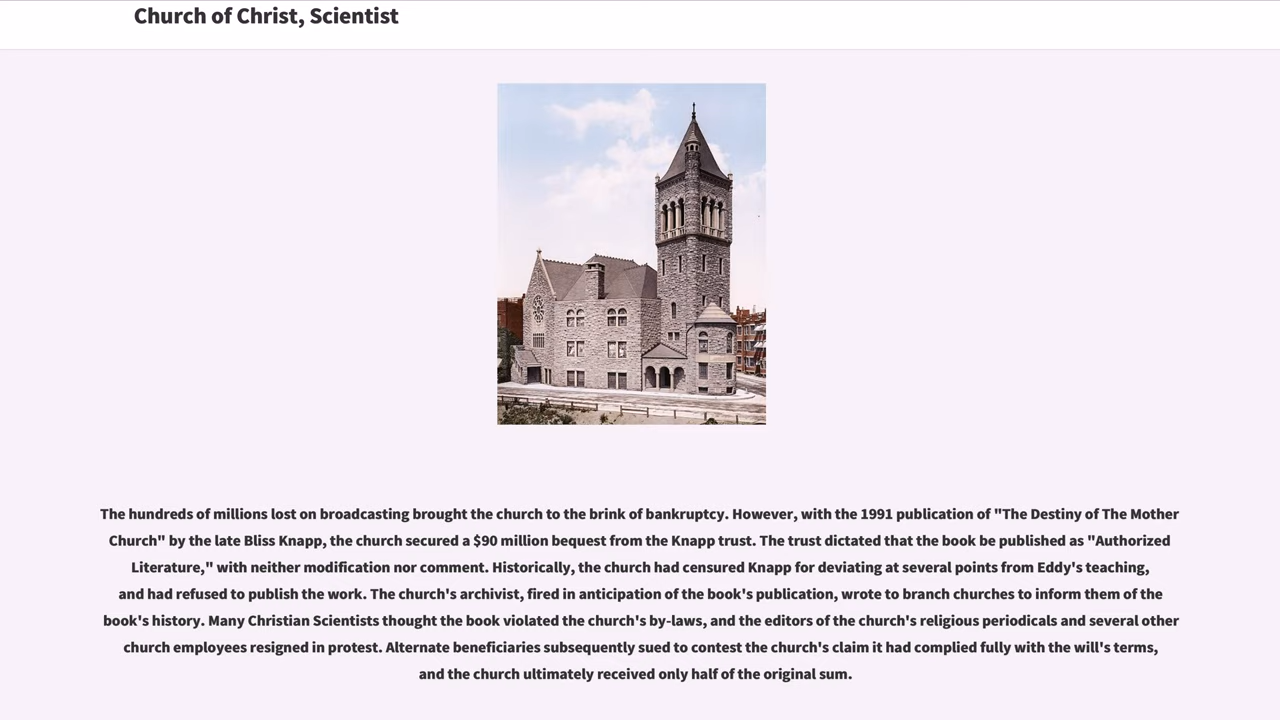 Church of Christ, Scientist
The hundreds of millions lost on broadcasting brought the church to the brink of bankruptcy. However, with the 1991 publication of "The Destiny of The Mother
Church" by the late Bliss Knapp, the church secured a $90 million bequest from the Knapp trust. The trust dictated that the book be published as "Authorized
Literature," with neither modification nor comment. Historically, the church had censured Knapp for deviating at several points from Eddy's teaching,
and had refused to publish the work. The church's archivist, fired in anticipation of the book's publication, wrote to branch churches to inform them of the
book's history. Many Christian Scientists thought the book violated the church's by-laws, and the editors of the church's religious periodicals and several other
church employees resigned in protest. Alternate beneficiaries subsequently sued to contest the church's claim it had complied fully with the will's terms,
and the church ultimately received only half of the original sum.